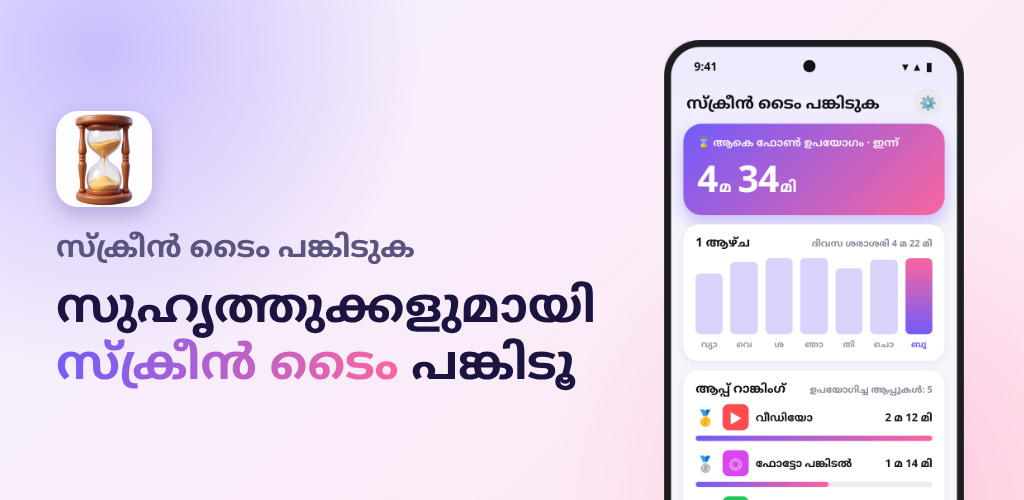 സ്ക്രീൻ ടൈം പങ്കിടുക
സുഹൃത്തുക്കളുമായി
സ്ക്രീൻ ടൈം പങ്കിടൂ
9:41
സ്ക്രീൻ ടൈം പങ്കിടുക
ആകെ ഫോൺ ഉപയോഗം · ഇന്ന്
4മ 34മി
1 ആഴ്ച ദിവസ ശരാശരി 4 മ 22 മി
വ്യാ വെ ശ ഞാ തി ചൊ ബു
ആപ്പ് റാങ്കിംഗ് ഉപയോഗിച്ച ആപ്പുകൾ: 5
വീഡിയോ 2 മ 12 മി
ഫോട്ടോ പങ്കിടൽ 1 മ 14 മി